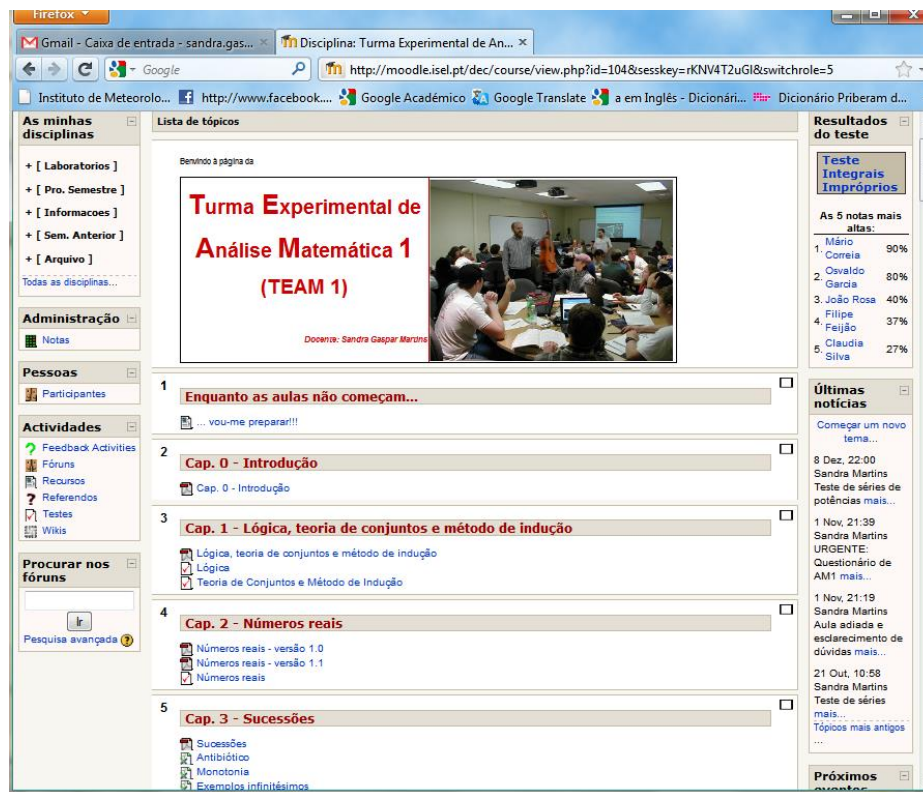 Firefox
Gmail - Caixa de entrada - sandra.gas...
Disciplina: Turma Experimental de An...
Google
http://moodle.isel.pt/dec/course/view.php?id=104&sesskey=rKNV4T2uGI&switchrole=5
Instituto de Meteorolo...
http://www.facebook....
Google Académico
Google Translate
a em Inglês - Dicionári...
Dicionário Priberam d...
As minhas
disciplinas
+ [ Laboratorios ]
+ [ Pro. Semestre ]
+ [ Informacoes ]
+ [ Sem. Anterior ]
+ [ Arquivo ]
Todas as disciplinas...
Administração
Notas
Pessoas
Participantes
Actividades
Feedback Activities
Fóruns
Recursos
Referendos
Testes
Wikis
Procurar nos
fóruns
Ir
Pesquisa avançada
Lista de tópicos
Benvindo à página da
Turma Experimental de
Análise Matemática 1
(TEAM 1)
Docente: Sandra Gaspar Martins
1
Enquanto as aulas não começam...
... vou-me preparar!!!
2
Cap. 0 - Introdução
Cap. 0 - Introdução
3
Cap. 1 - Lógica, teoria de conjuntos e método de indução
Lógica, teoria de conjuntos e método de indução
Lógica
Teoria de Conjuntos e Método de Indução
4
Cap. 2 - Números reais
Números reais - versão 1.0
Números reais - versão 1.1
Números reais
5
Cap. 3 - Sucessões
Sucessões
Antibiótico
Monotonia
Exemplos infinitésimos
Resultados
do teste
Teste
Integrais
Impróprios
As 5 notas mais
altas:
1. Mário
Correia 90%
2. Osvaldo
Garcia 80%
3. João Rosa 40%
4. Filipe
Feijão 37%
5. Claudia
Silva 27%
Últimas
notícias
Começar um novo
tema...
8 Dez, 22:00
Sandra Martins
Teste de séries de
potências mais...
1 Nov, 21:39
Sandra Martins
URGENTE:
Questionário de
AM1 mais...
1 Nov, 21:19
Sandra Martins
Aula adiada e
esclarecimento de
dúvidas mais...
21 Out, 10:58
Sandra Martins
Teste de séries
mais...
Tópicos mais antigos
...
Próximos
eventos